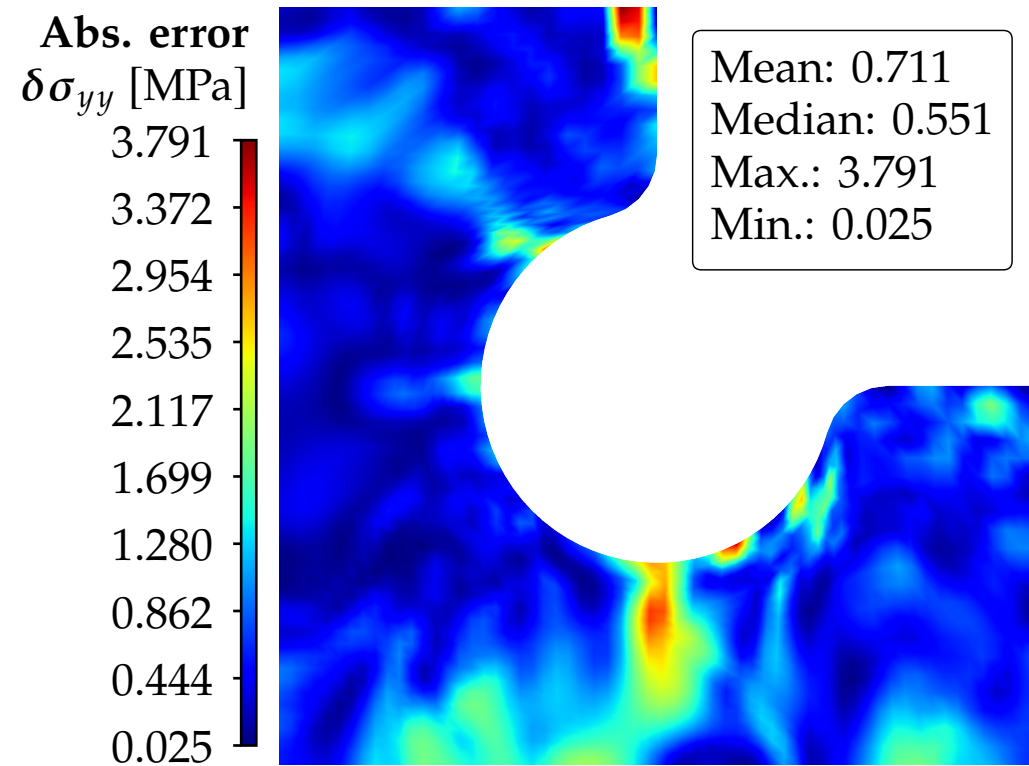 Abs. error
δσyy [MPa]
3.791
3.372
2.954
2.535
2.117
1.699
1.280
0.862
0.444
0.025
Mean: 0.711
Median: 0.551
Max.: 3.791
Min.: 0.025